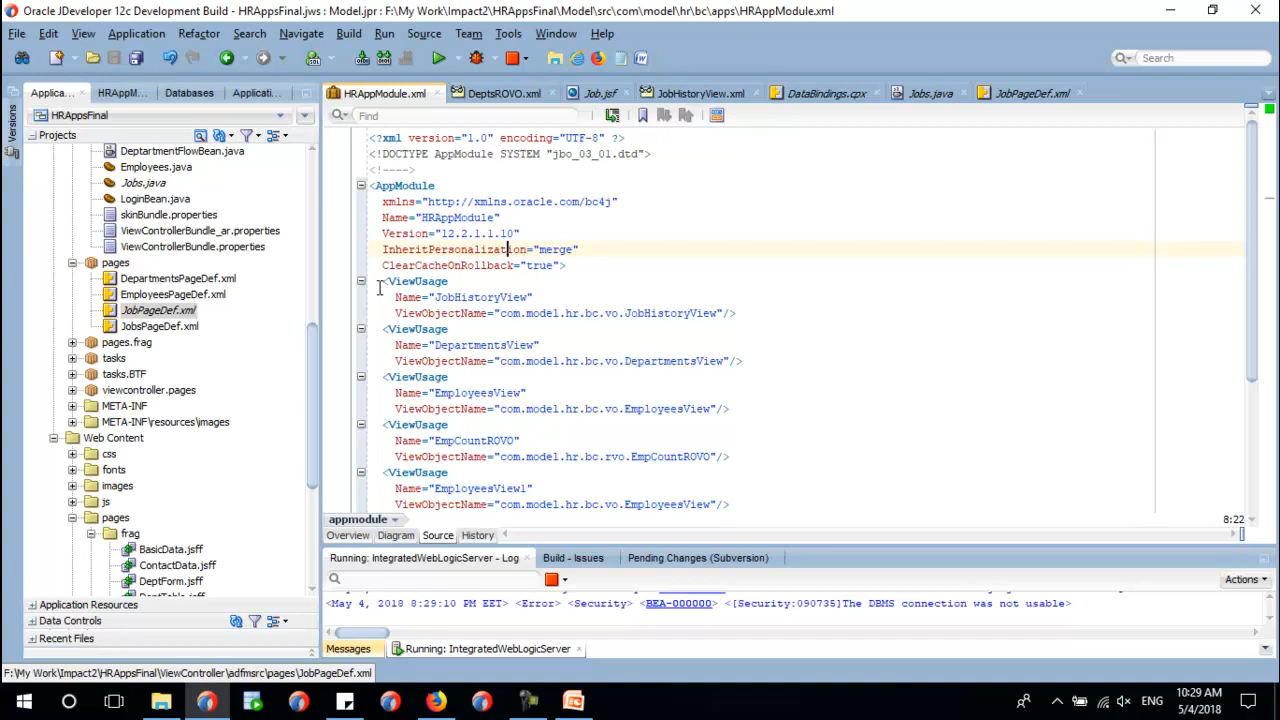 Oracle JDeveloper 12c Development Build - HRAppsFinal.jws : Model.jpr : F:\My Work\Impact2\HRAppsFinal\Model\src\com\model\hr\bc\apps\HRAppModule.xml
File Edit View Application Refactor Search Navigate Build Run Source Team Tools Window Help
Search
Applica... HRAppM... Databases Applicati...
HRAppModule.xml DeptsROVO.xml Job.jsf JobHistoryView.xml DataBindings.cpx Jobs.java JobPageDef.xml
Versions
HRAppsFinal
Find
Projects
DeptartmentFlowBean.java
Employees.java
Jobs.java
LoginBean.java
skinBundle.properties
ViewControllerBundle_ar.properties
ViewControllerBundle.properties
pages
DepartmentsPageDef.xml
EmployeesPageDef.xml
JobPageDef.xml
JobsPageDef.xml
pages.frag
tasks
tasks.BTF
viewcontroller.pages
META-INF
META-INF\resources\images
Web Content
css
fonts
images
js
pages
frag
BasicData.jsff
ContactData.jsff
DeptForm.jsff
Application Resources
Data Controls
Recent Files
<?xml version="1.0" encoding="UTF-8" ?>
<!DOCTYPE AppModule SYSTEM "jbo_03_01.dtd">
<!---->
<AppModule
xmlns="http://xmlns.oracle.com/bc4j"
Name="HRAppModule"
Version="12.2.1.1.10"
InheritPersonalization="merge"
ClearCacheOnRollback="true">
<ViewUsage
Name="JobHistoryView"
ViewObjectName="com.model.hr.bc.vo.JobHistoryView"/>
<ViewUsage
Name="DepartmentsView"
ViewObjectName="com.model.hr.bc.vo.DepartmentsView"/>
<ViewUsage
Name="EmployeesView"
ViewObjectName="com.model.hr.bc.vo.EmployeesView"/>
<ViewUsage
Name="EmpCountROVO"
ViewObjectName="com.model.hr.bc.rvo.EmpCountROVO"/>
<ViewUsage
Name="EmployeesView1"
ViewObjectName="com.model.hr.bc.vo.EmployeesView"/>
appmodule
8:22
Overview Diagram Source History
Running: IntegratedWebLogicServer - Log Build - Issues Pending Changes (Subversion)
Actions
<May 4, 2018 8:29:10 PM EET> <Error> <Security> <BEA-000000> <[Security:090735]The DBMS connection was not usable>
Messages Running: IntegratedWebLogicServer
F:\My Work\Impact2\HRAppsFinal\ViewController\adfmsrc\pages\JobPageDef.xml
ENG
10:29 AM
5/4/2018